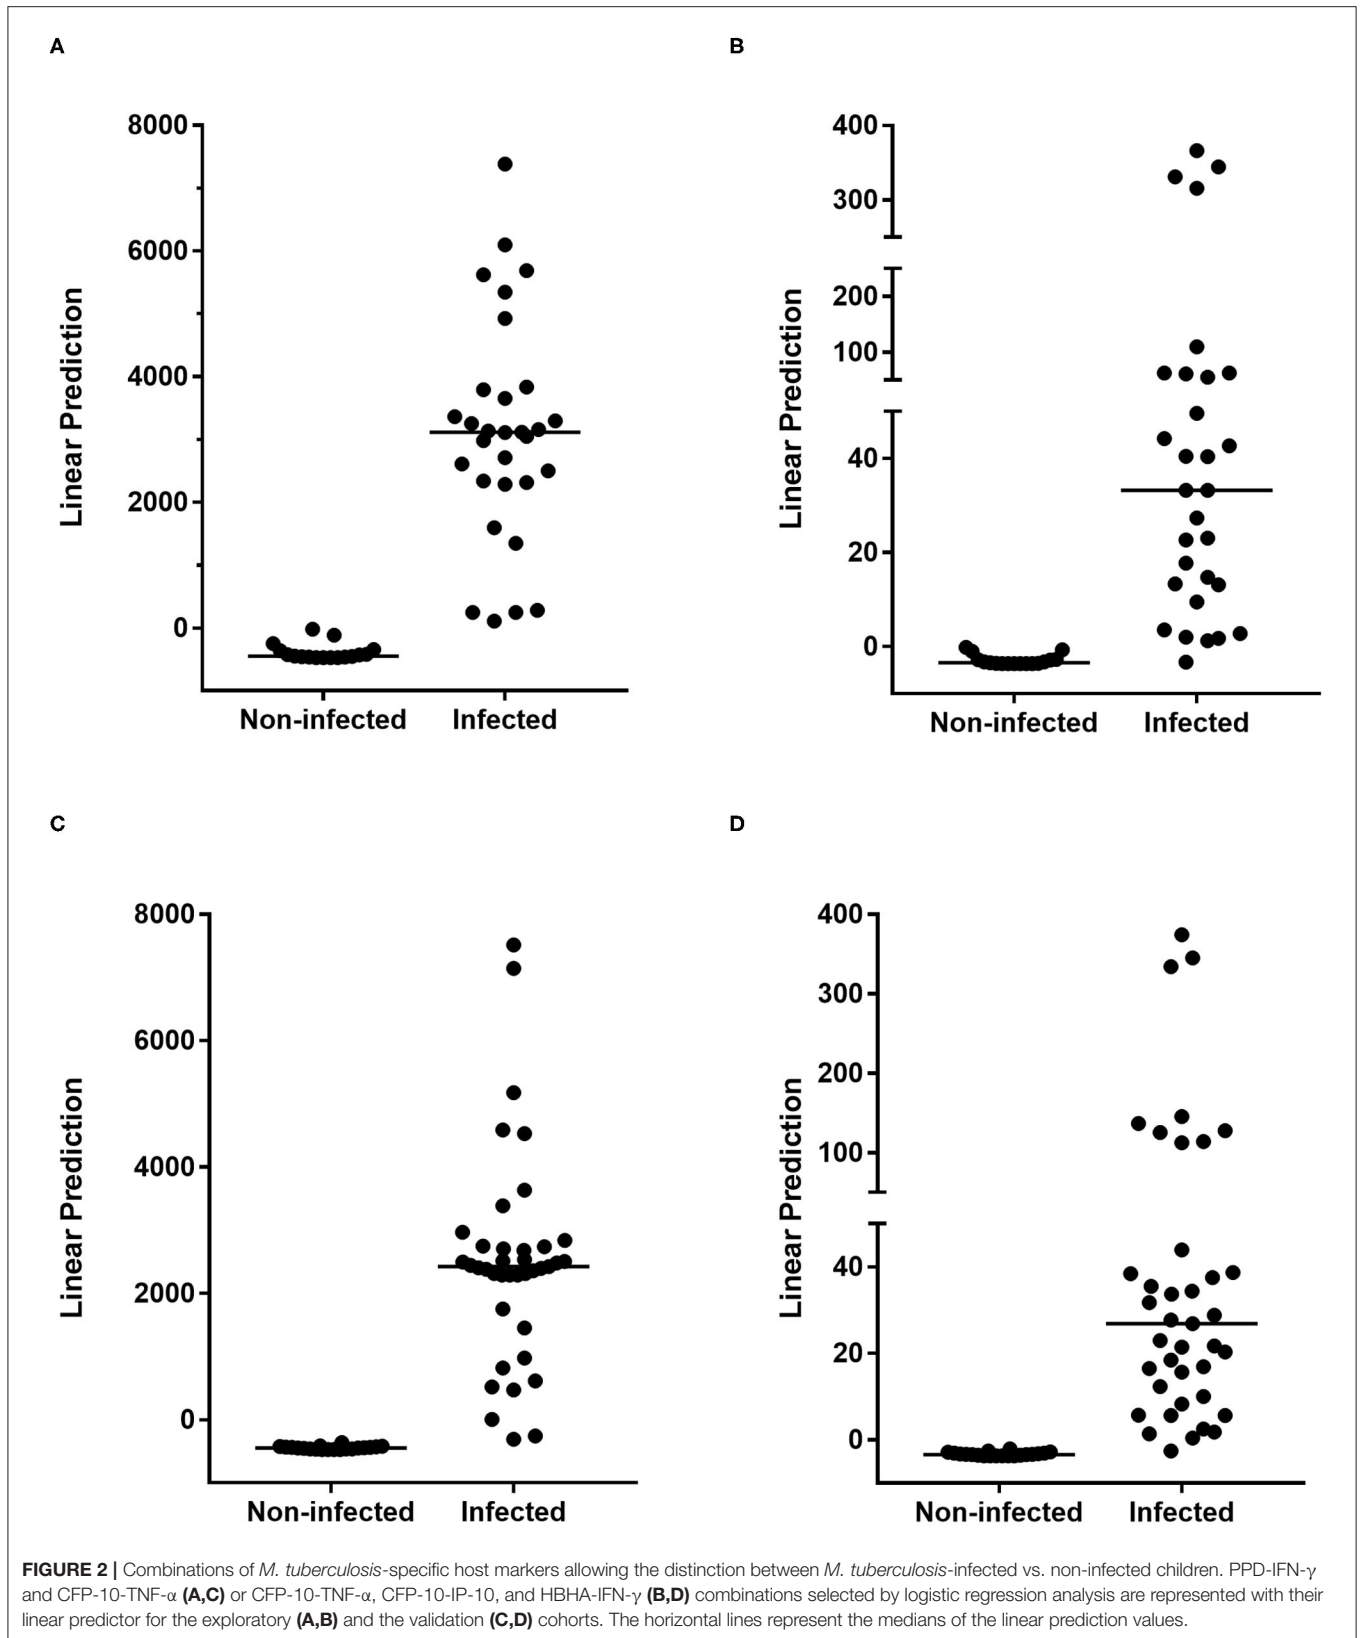 A
8000
6000
4000
2000
0
Linear Prediction
Non-infected
Infected
B
400
300
200
100
40
20
0
Linear Prediction
Non-infected
Infected
C
8000
6000
4000
2000
0
Linear Prediction
Non-infected
Infected
D
400
300
200
100
40
20
0
Linear Prediction
Non-infected
Infected
FIGURE 2 | Combinations of M. tuberculosis-specific host markers allowing the distinction between M. tuberculosis-infected vs. non-infected children. PPD-IFN-γ
and CFP-10-TNF-α (A,C) or CFP-10-TNF-α, CFP-10-IP-10, and HBHA-IFN-γ (B,D) combinations selected by logistic regression analysis are represented with their
linear predictor for the exploratory (A,B) and the validation (C,D) cohorts. The horizontal lines represent the medians of the linear prediction values.